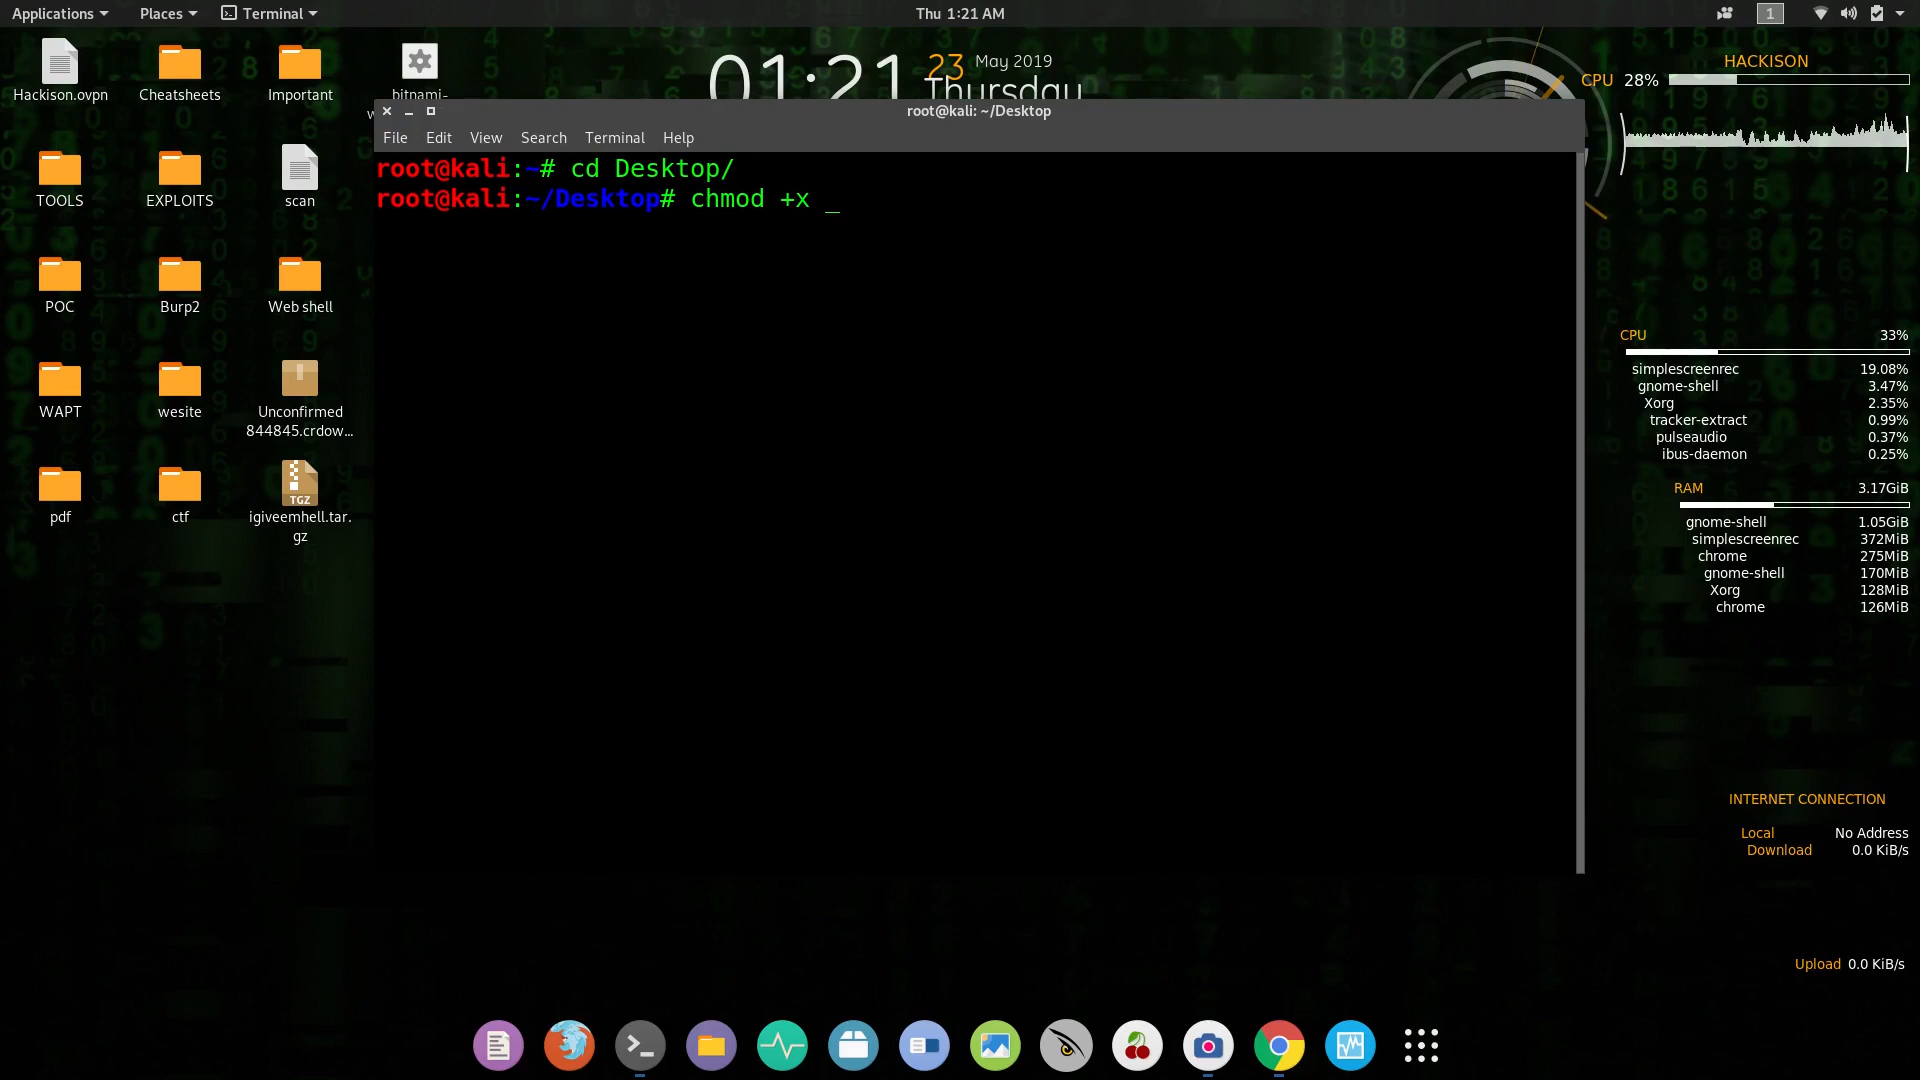 Applications
Places
Terminal
Thu 1:21 AM
1
Hackison.ovpn
Cheatsheets
Important
bitnami-
w
TOOLS
EXPLOITS
scan
POC
Burp2
Web shell
WAPT
wesite
Unconfirmed
844845.crdow...
pdf
ctf
TGZ
igiveemhell.tar.
gz
01:21
23
May 2019
Thursday
root@kali: ~/Desktop
File Edit View Search Terminal Help
root@kali:~# cd Desktop/
root@kali:~/Desktop# chmod +x _
HACKISON
CPU 28%
CPU 33%
simplescreenrec 19.08%
gnome-shell 3.47%
Xorg 2.35%
tracker-extract 0.99%
pulseaudio 0.37%
ibus-daemon 0.25%
RAM 3.17GiB
gnome-shell 1.05GiB
simplescreenrec 372MiB
chrome 275MiB
gnome-shell 170MiB
Xorg 128MiB
chrome 126MiB
INTERNET CONNECTION
Local No Address
Download 0.0 KiB/s
Upload 0.0 KiB/s